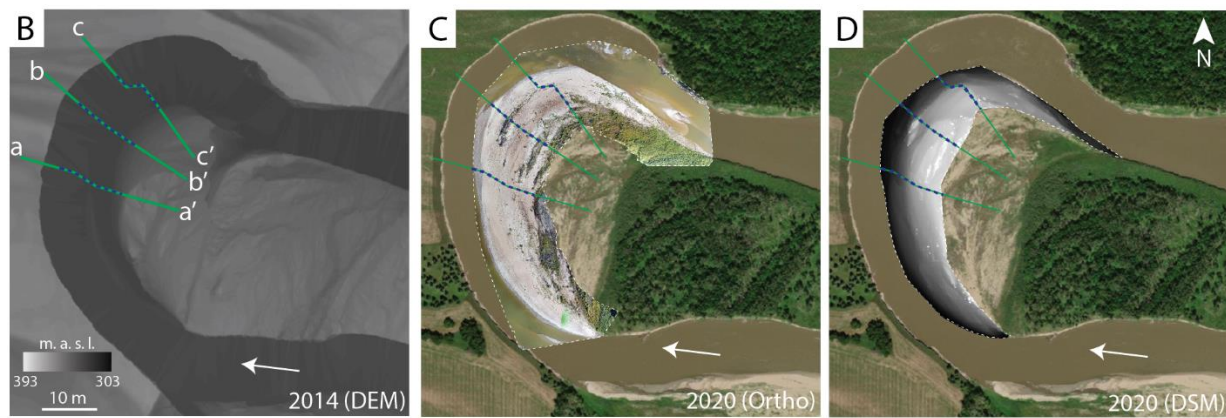 B
c
b
a
c'
b'
a'
m. a. s. l.
393 303
10 m
2014 (DEM)
C
2020 (Ortho)
D
N
2020 (DSM)